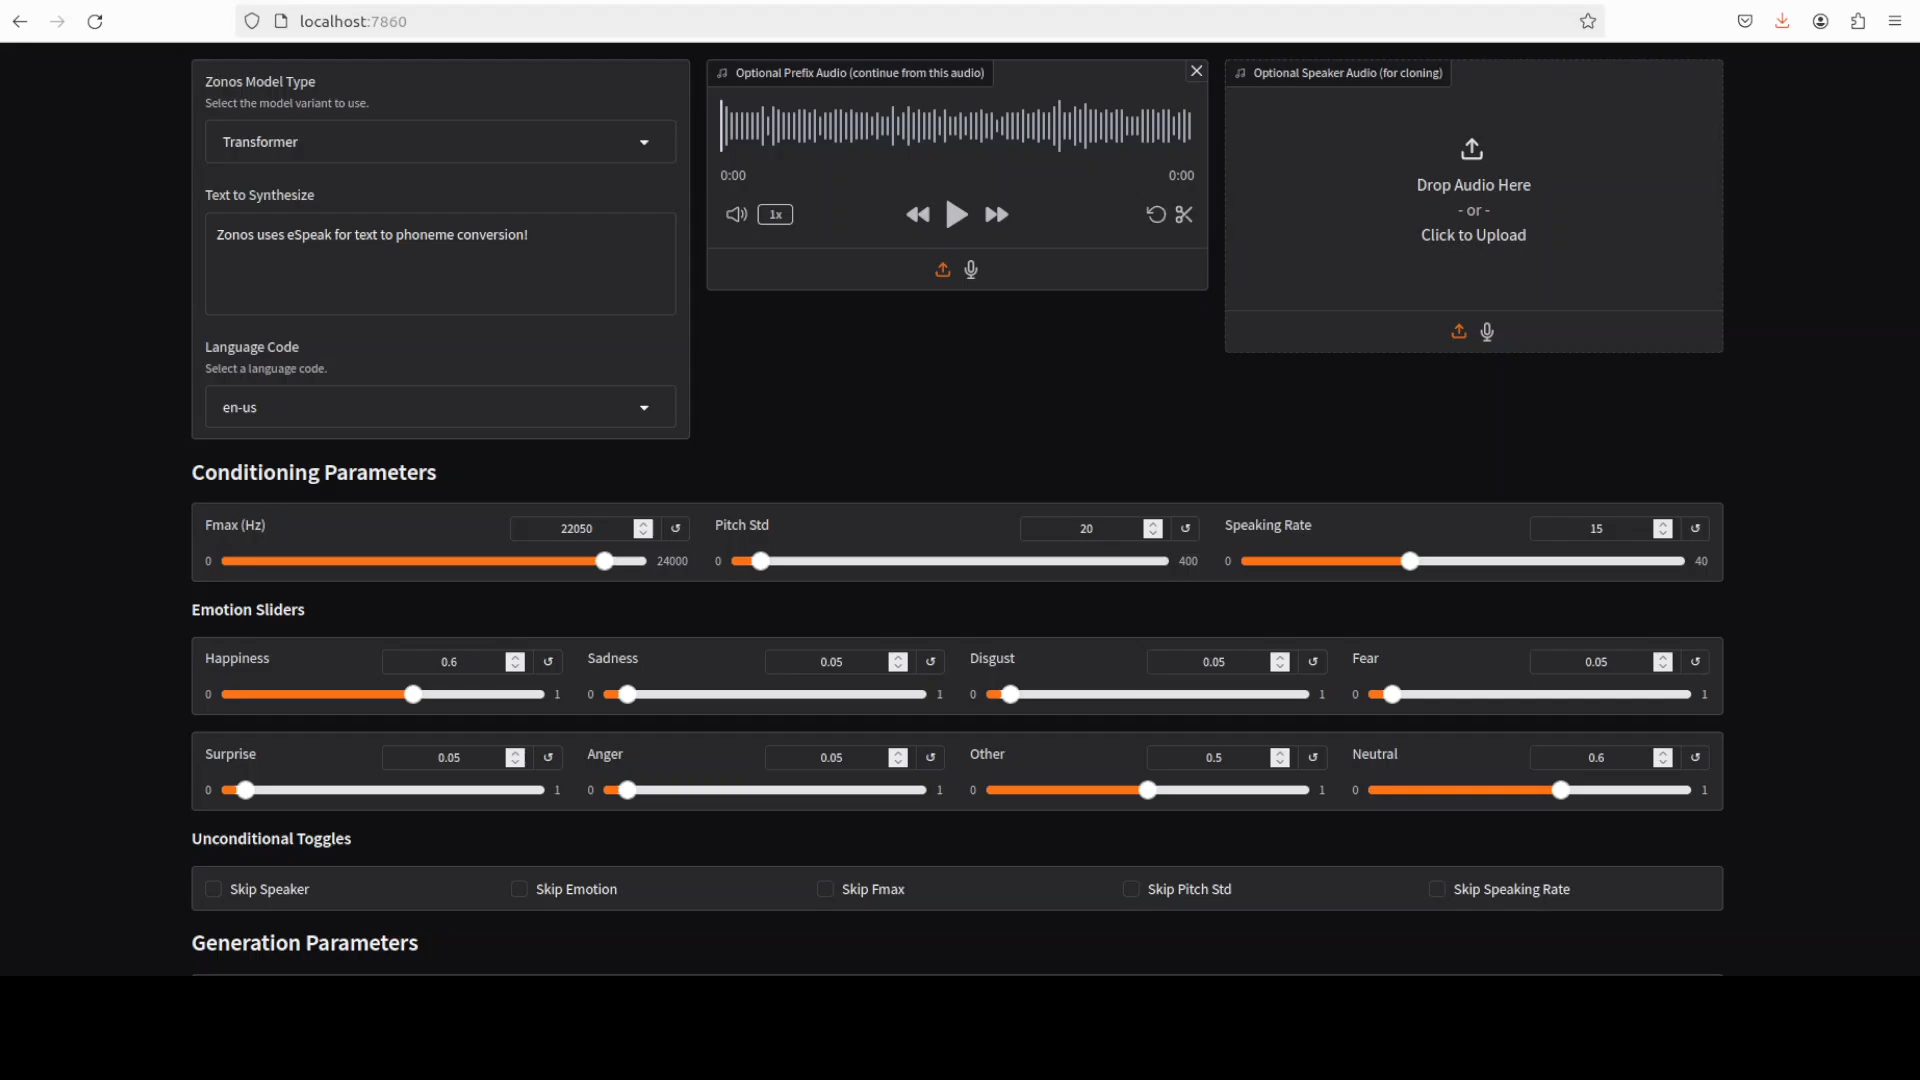 localhost:7860
Zonos Model Type
Select the model variant to use.
Transformer
Text to Synthesize
Zonos uses eSpeak for text to phoneme conversion!
Language Code
Select a language code.
en-us
Optional Prefix Audio (continue from this audio)
0:00 0:00
1x
Optional Speaker Audio (for cloning)
Drop Audio Here
- or -
Click to Upload
Conditioning Parameters
Fmax (Hz) 22050
0 24000
Pitch Std 20
0 400
Speaking Rate 15
0 40
Emotion Sliders
Happiness 0.6
0 1
Sadness 0.05
0 1
Disgust 0.05
0 1
Fear 0.05
0 1
Surprise 0.05
0 1
Anger 0.05
0 1
Other 0.5
0 1
Neutral 0.6
0 1
Unconditional Toggles
Skip Speaker Skip Emotion Skip Fmax Skip Pitch Std Skip Speaking Rate
Generation Parameters